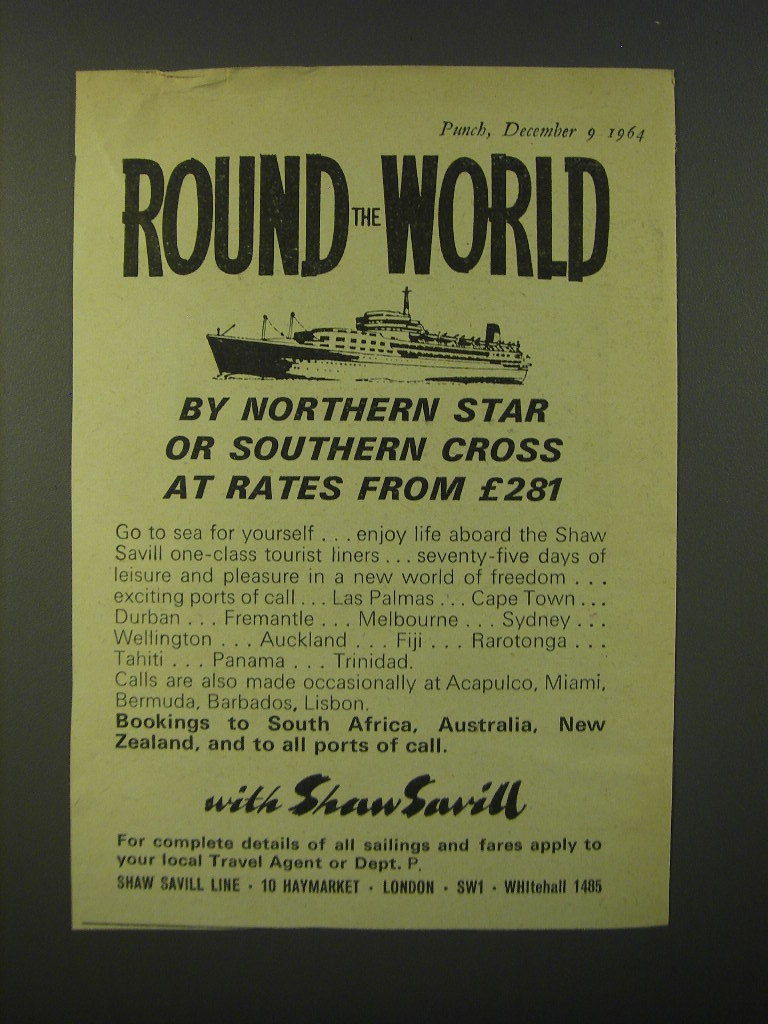 Punch, December 9 1964
ROUND THE WORLD
BY NORTHERN STAR
OR SOUTHERN CROSS
AT RATES FROM £281
Go to sea for yourself . . . enjoy life aboard the Shaw
Savill one-class tourist liners . . . seventy-five days of
leisure and pleasure in a new world of freedom . . .
exciting ports of call . . . Las Palmas . . . Cape Town . . .
Durban . . . Fremantle . . . Melbourne . . . Sydney . . .
Wellington . . . Auckland . . . Fiji . . . Rarotonga . . .
Tahiti . . . Panama . . . Trinidad.
Calls are also made occasionally at Acapulco, Miami,
Bermuda, Barbados, Lisbon.
Bookings to South Africa, Australia, New
Zealand, and to all ports of call.
with Shaw Savill
For complete details of all sailings and fares apply to
your local Travel Agent or Dept. P.
SHAW SAVILL LINE · 10 HAYMARKET · LONDON · SW1 · WHItehall 1485